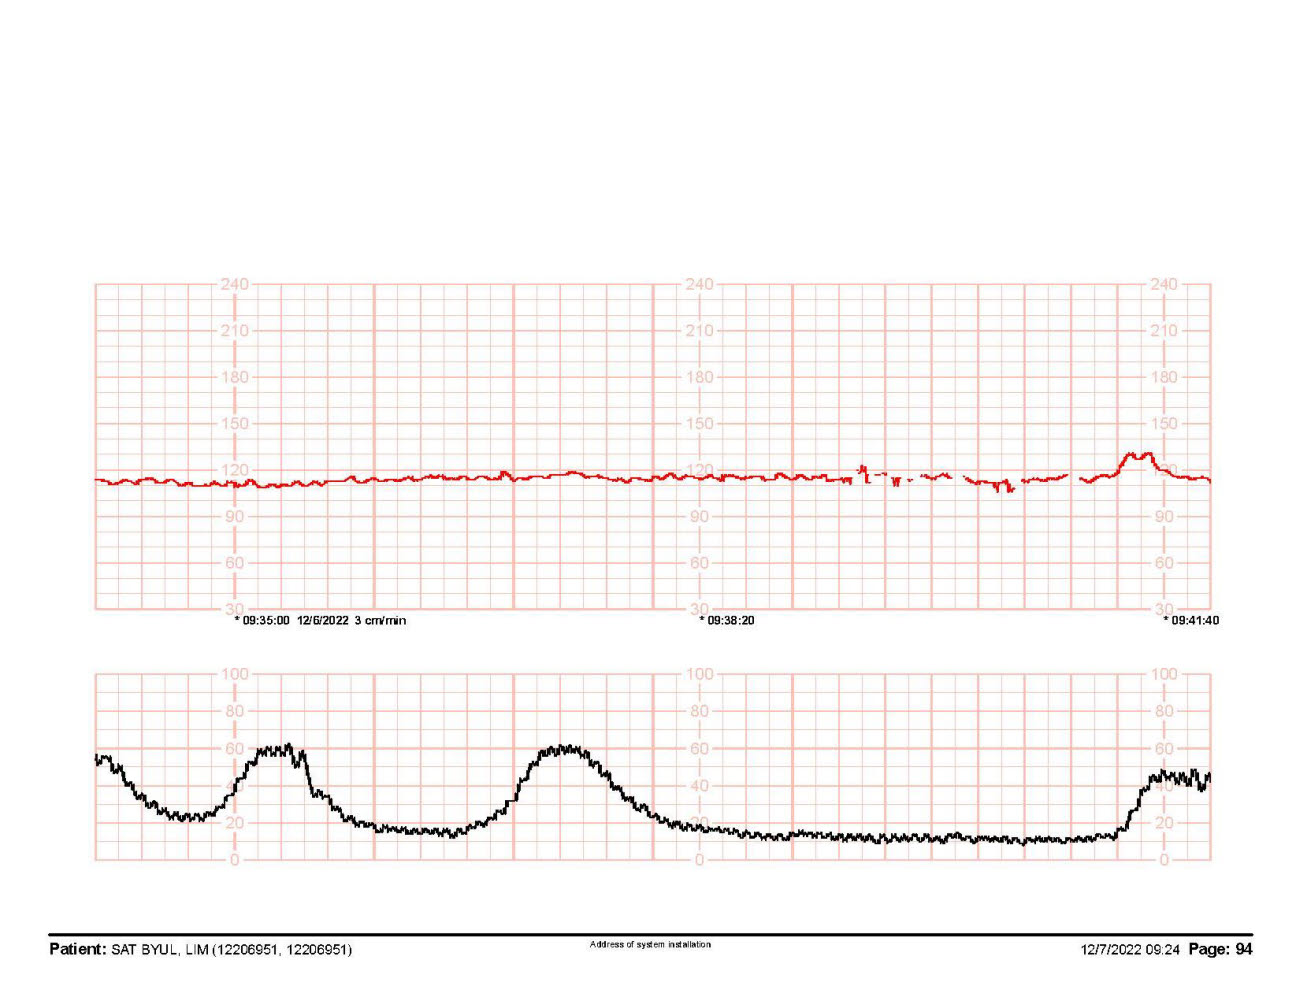 240 240 240
210 210 210
180 180 180
150 150 150
120 120 120
90 90 90
60 60 60
30 30 30
* 09:35:00 12/6/2022 3 cm/min * 09:38:20 * 09:41:40
100 100 100
80 80 80
60 60 60
40 40 40
20 20 20
0 0 0
Patient: SAT BYUL, LIM (12206951, 12206951) Address of system installation 12/7/2022 09:24 Page: 94